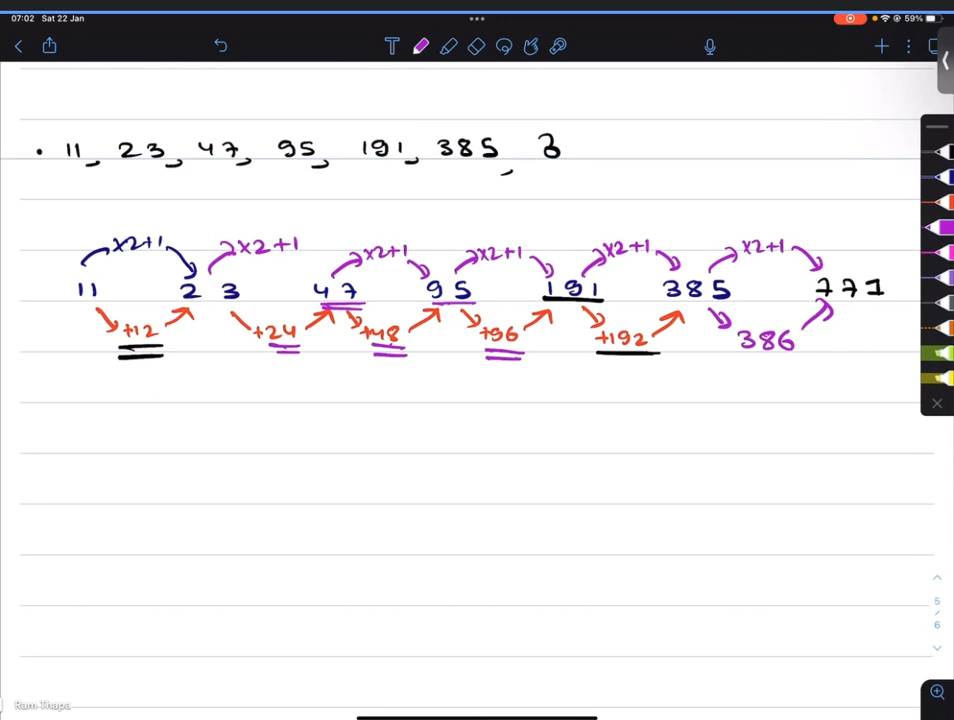 07:02 Sat 22 Jan
59%
T
• 11, 23, 47, 95, 191, 385, ?
×2+1 ×2+1 ×2+1 ×2+1 ×2+1 ×2+1
11 23 47 95 191 385 771
+12 +24 +48 +96 +192 386
5
/
6
Ram Thapa